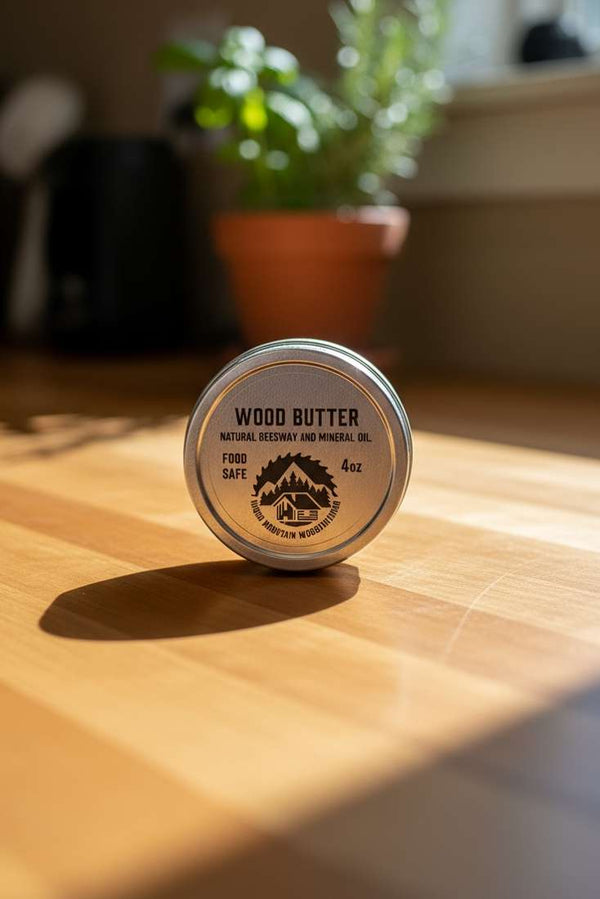 WOOD BUTTER
NATURAL BEESWAY AND MINERAL OIL.
FOOD
SAFE
4oz